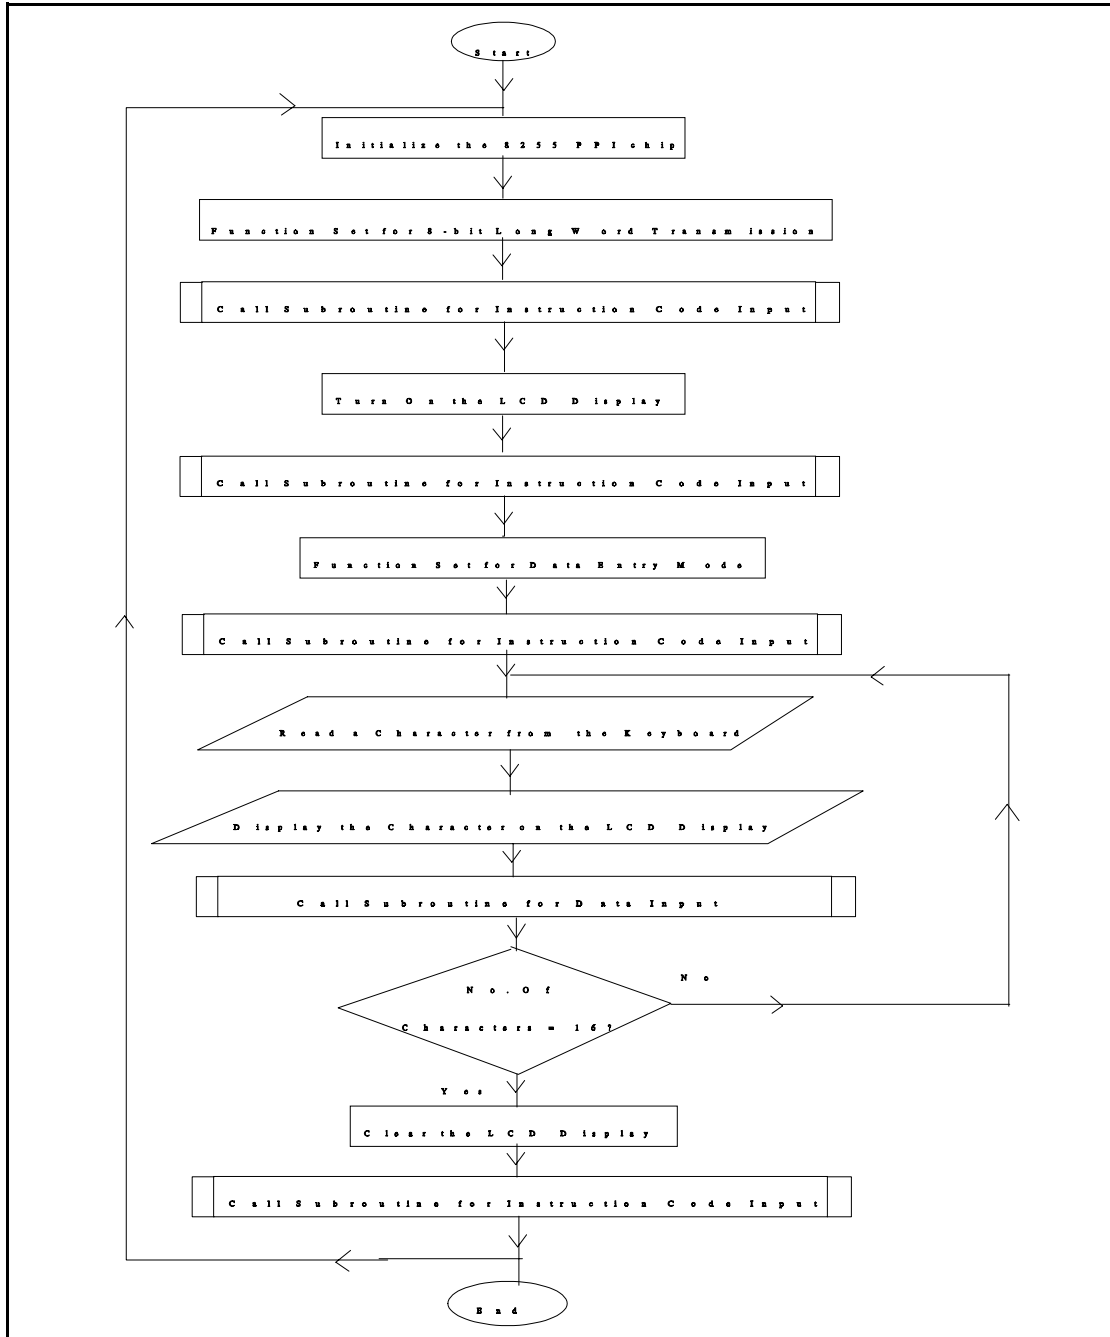 Start
Initialize the 8255 PPI chip
Function Set for 8-bit Long Word Transmission
Call Subroutine for Instruction Code Input
Turn On the LCD Display
Call Subroutine for Instruction Code Input
Function Set for Data Entry Mode
Call Subroutine for Instruction Code Input
Read a Character from the Keyboard
Display the Character on the LCD Display
Call Subroutine for Data Input
No
No. Of
Characters = 16?
Yes
Clear the LCD Display
Call Subroutine for Instruction Code Input
End